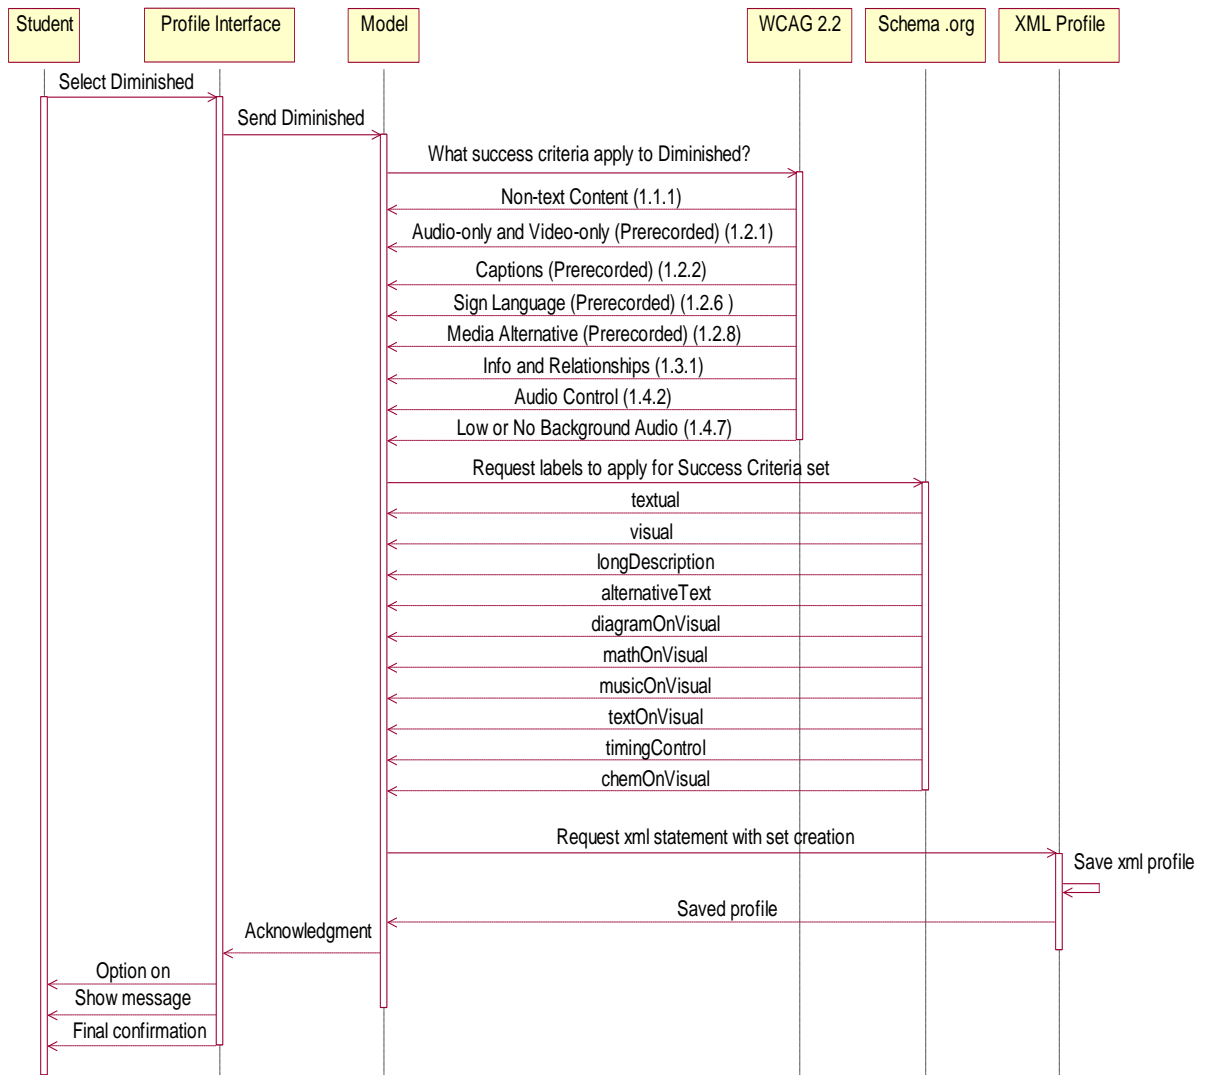 Student
Profile Interface
Model
WCAG 2.2
Schema .org
XML Profile
Select Diminished
Send Diminished
What success criteria apply to Diminished?
Non-text Content (1.1.1)
Audio-only and Video-only (Prerecorded) (1.2.1)
Captions (Prerecorded) (1.2.2)
Sign Language (Prerecorded) (1.2.6 )
Media Alternative (Prerecorded) (1.2.8)
Info and Relationships (1.3.1)
Audio Control (1.4.2)
Low or No Background Audio (1.4.7)
Request labels to apply for Success Criteria set
textual
visual
longDescription
alternativeText
diagramOnVisual
mathOnVisual
musicOnVisual
textOnVisual
timingControl
chemOnVisual
Request xml statement with set creation
Save xml profile
Saved profile
Acknowledgment
Option on
Show message
Final confirmation